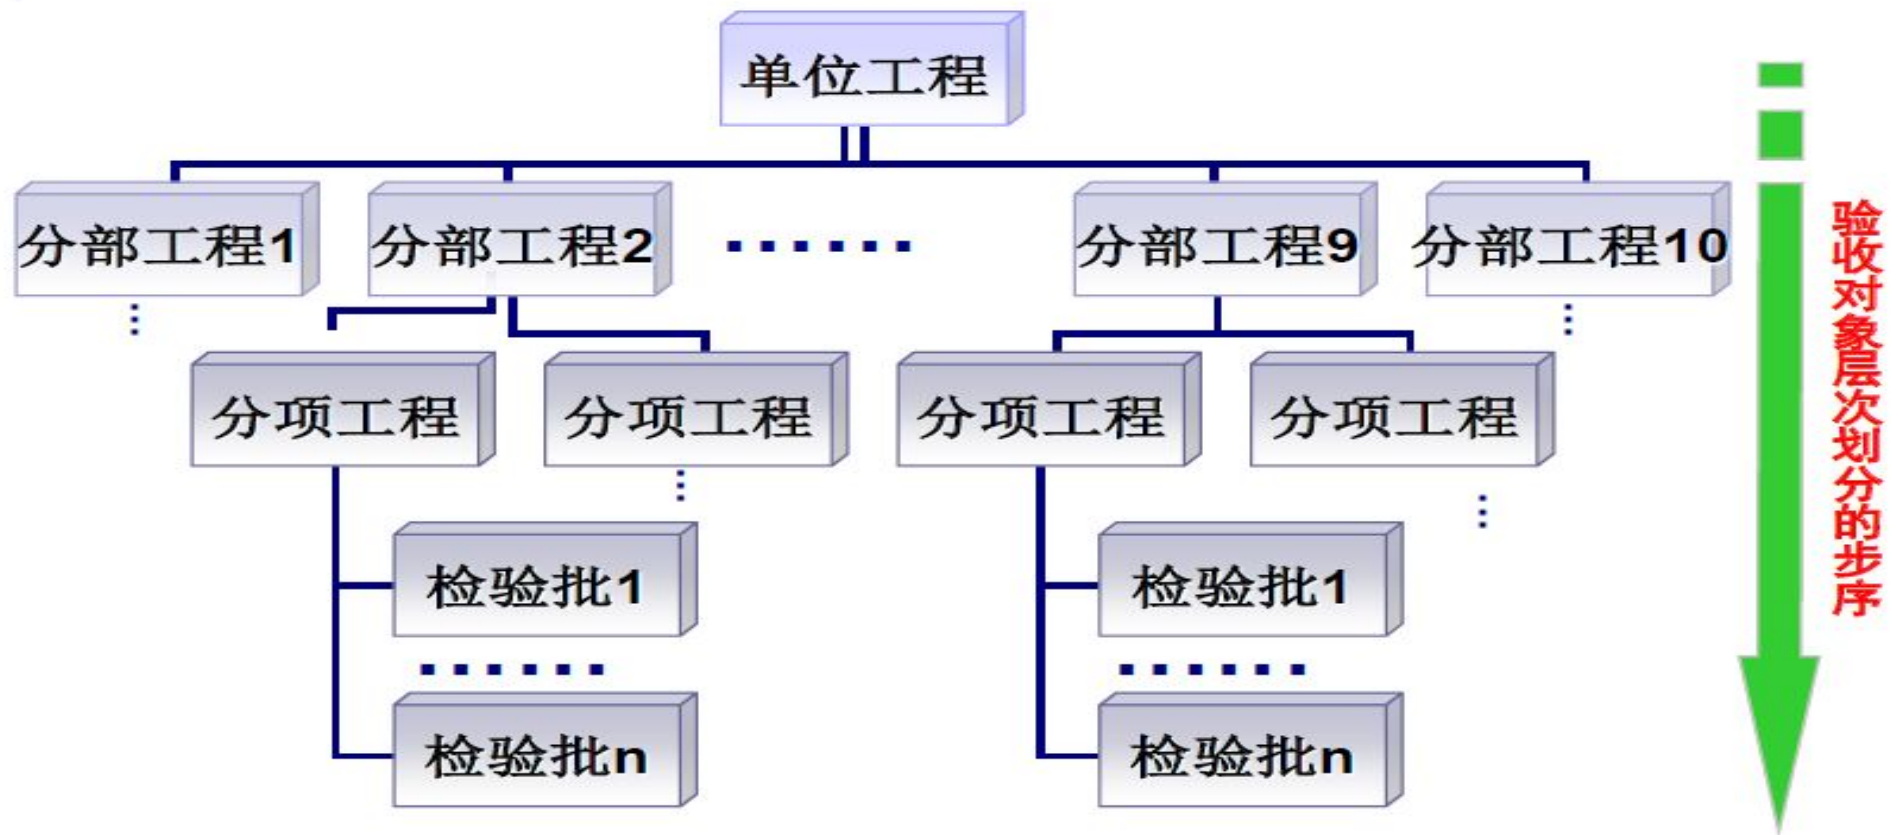 单位工程
分部工程1
分部工程2
分部工程9
分部工程10
分项工程
分项工程
分项工程
分项工程
检验批1
检验批1
检验批n
检验批n
验收对象层次划分的步序